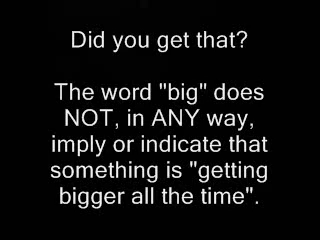 Did you get that?
The word "big" does
NOT, in ANY way,
imply or indicate that
something is "getting
bigger all the time".